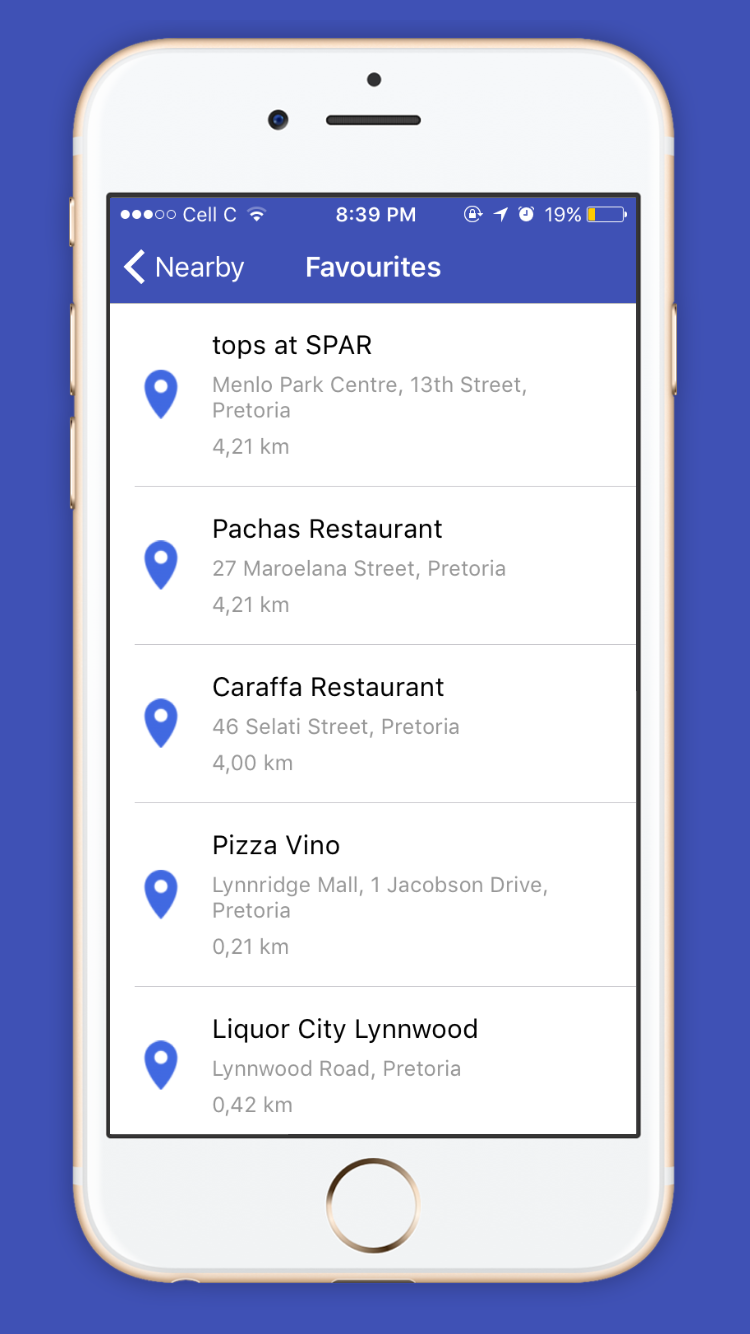 Cell C 8:39 PM 19%
Nearby Favourites
tops at SPAR
Menlo Park Centre, 13th Street,
Pretoria
4,21 km
Pachas Restaurant
27 Maroelana Street, Pretoria
4,21 km
Caraffa Restaurant
46 Selati Street, Pretoria
4,00 km
Pizza Vino
Lynnridge Mall, 1 Jacobson Drive,
Pretoria
0,21 km
Liquor City Lynnwood
Lynnwood Road, Pretoria
0,42 km